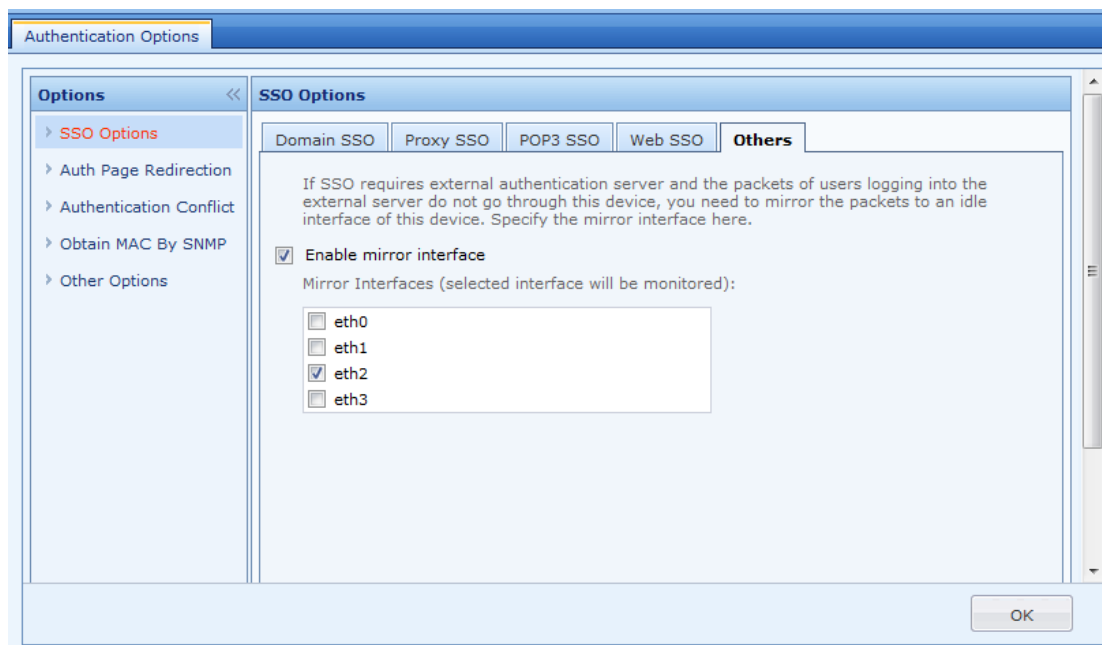 Authentication Options
Options
SSO Options
Auth Page Redirection
Authentication Conflict
Obtain MAC By SNMP
Other Options
SSO Options
Domain SSO
Proxy SSO
POP3 SSO
Web SSO
Others
If SSO requires external authentication server and the packets of users logging into the
external server do not go through this device, you need to mirror the packets to an idle
interface of this device. Specify the mirror interface here.
Enable mirror interface
Mirror Interfaces (selected interface will be monitored):
eth0
eth1
eth2
eth3
OK